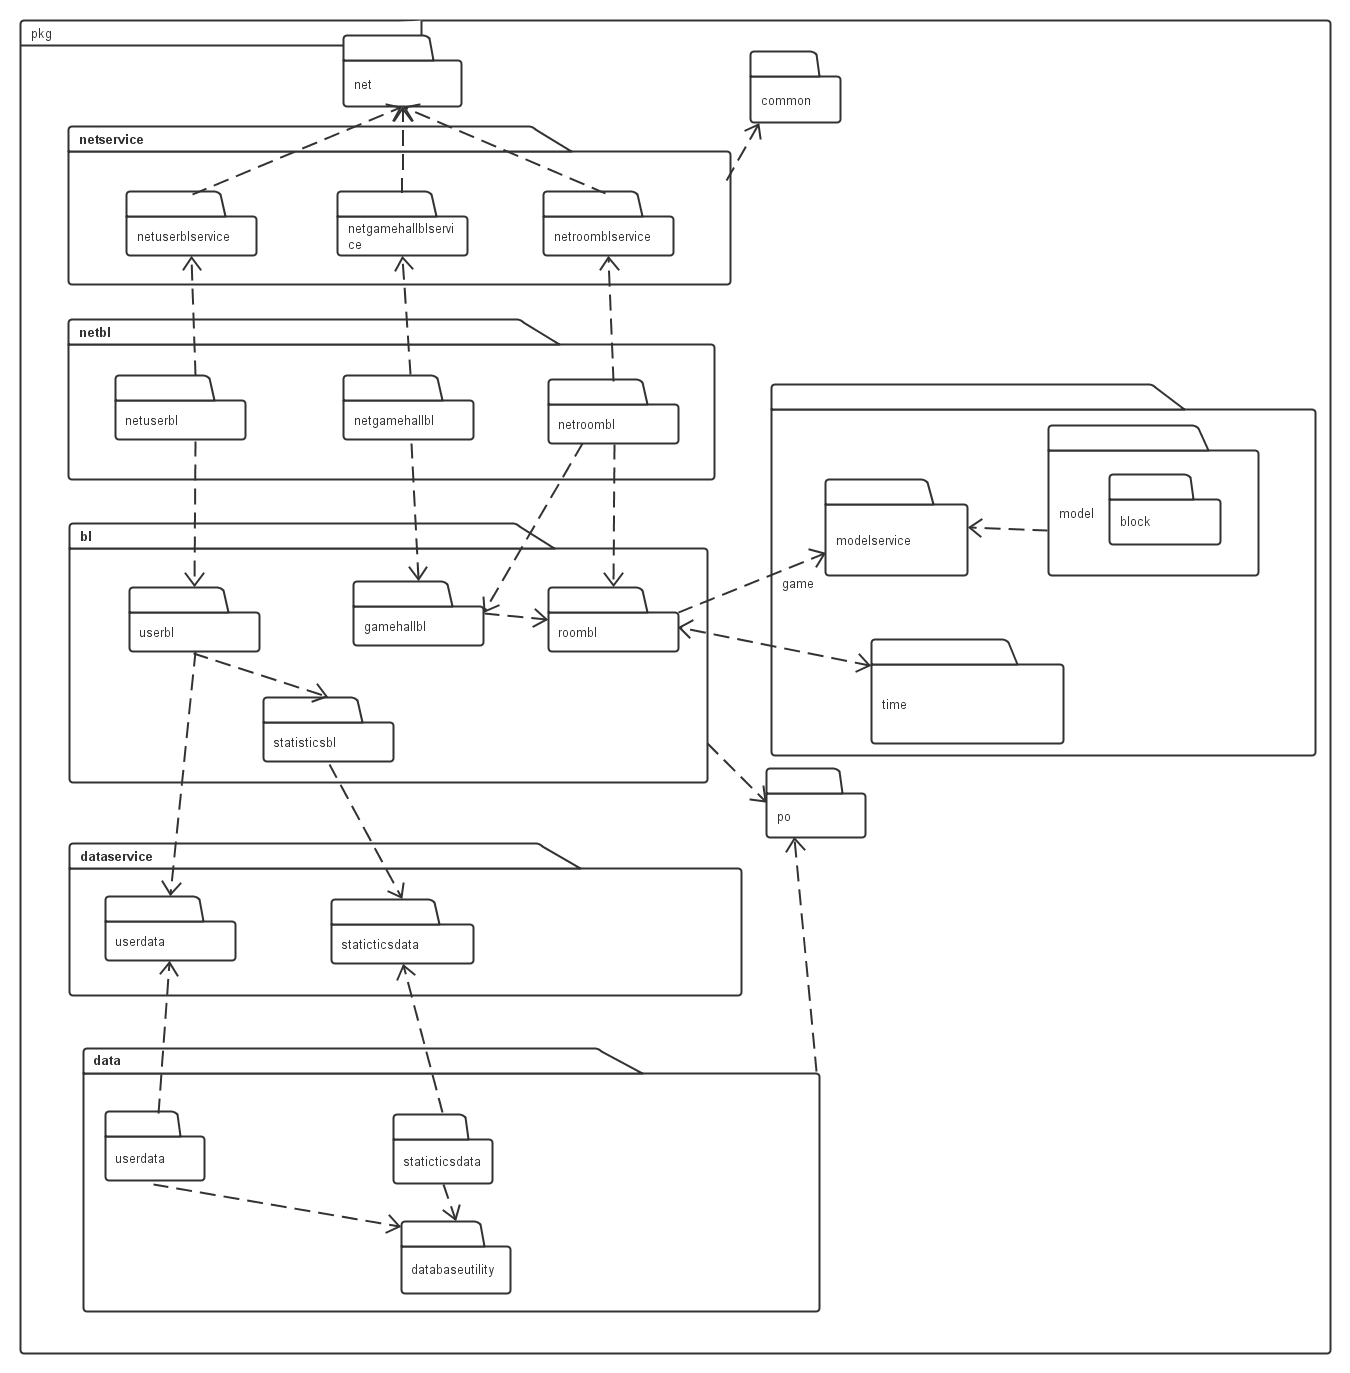 pkg
net
common
netservice
netuserblservice
netgamehallblservi
ce
netroomblservice
netbl
netuserbl
netgamehallbl
netroombl
model
block
modelservice
game
bl
userbl
gamehallbl
roombl
time
statisticsbl
po
dataservice
userdata
staticticsdata
data
userdata
staticticsdata
databaseutility